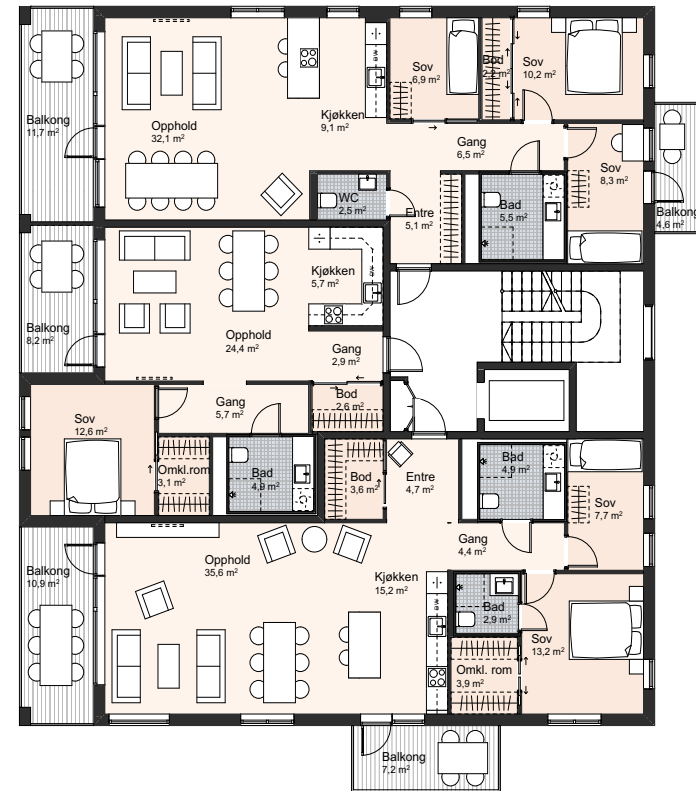 Balkong
11,7 m²
Opphold
32,1 m²
Kjøkken
9,1 m²
Sov
6,9 m²
Bod
2,2 m²
Sov
10,2 m²
Gang
6,5 m²
Sov
8,3 m²
Balkong
4,6 m²
WC
2,5 m²
Entre
5,1 m²
Bad
5,5 m²
Balkong
8,2 m²
Kjøkken
5,7 m²
Opphold
24,4 m²
Gang
2,9 m²
Bod
2,6 m²
Gang
5,7 m²
Sov
12,6 m²
Omkl.rom
3,1 m²
Bad
4,9 m²
Bod
3,6 m²
Entre
4,7 m²
Bad
4,9 m²
Sov
7,7 m²
Gang
4,4 m²
Balkong
10,9 m²
Opphold
35,6 m²
Kjøkken
15,2 m²
Bad
2,9 m²
Sov
13,2 m²
Omkl. rom
3,9 m²
Balkong
7,2 m²